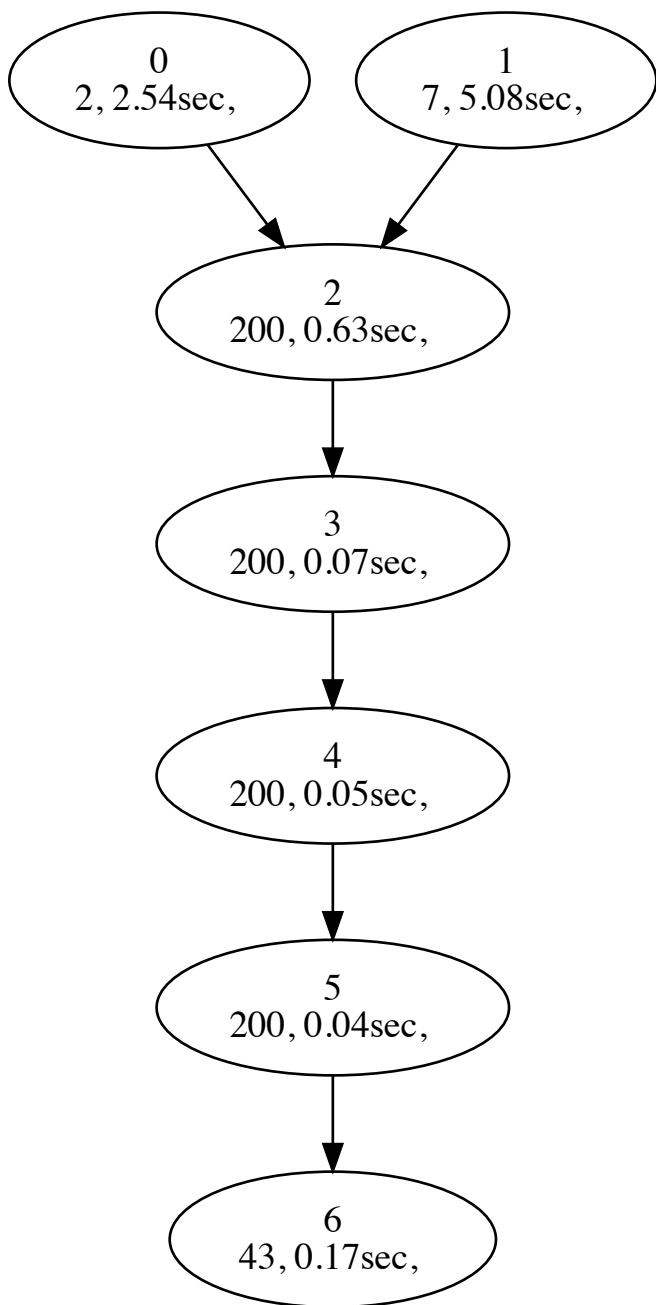 0
2, 2.54sec,
1
7, 5.08sec,
2
200, 0.63sec,
3
200, 0.07sec,
4
200, 0.05sec,
5
200, 0.04sec,
6
43, 0.17sec,